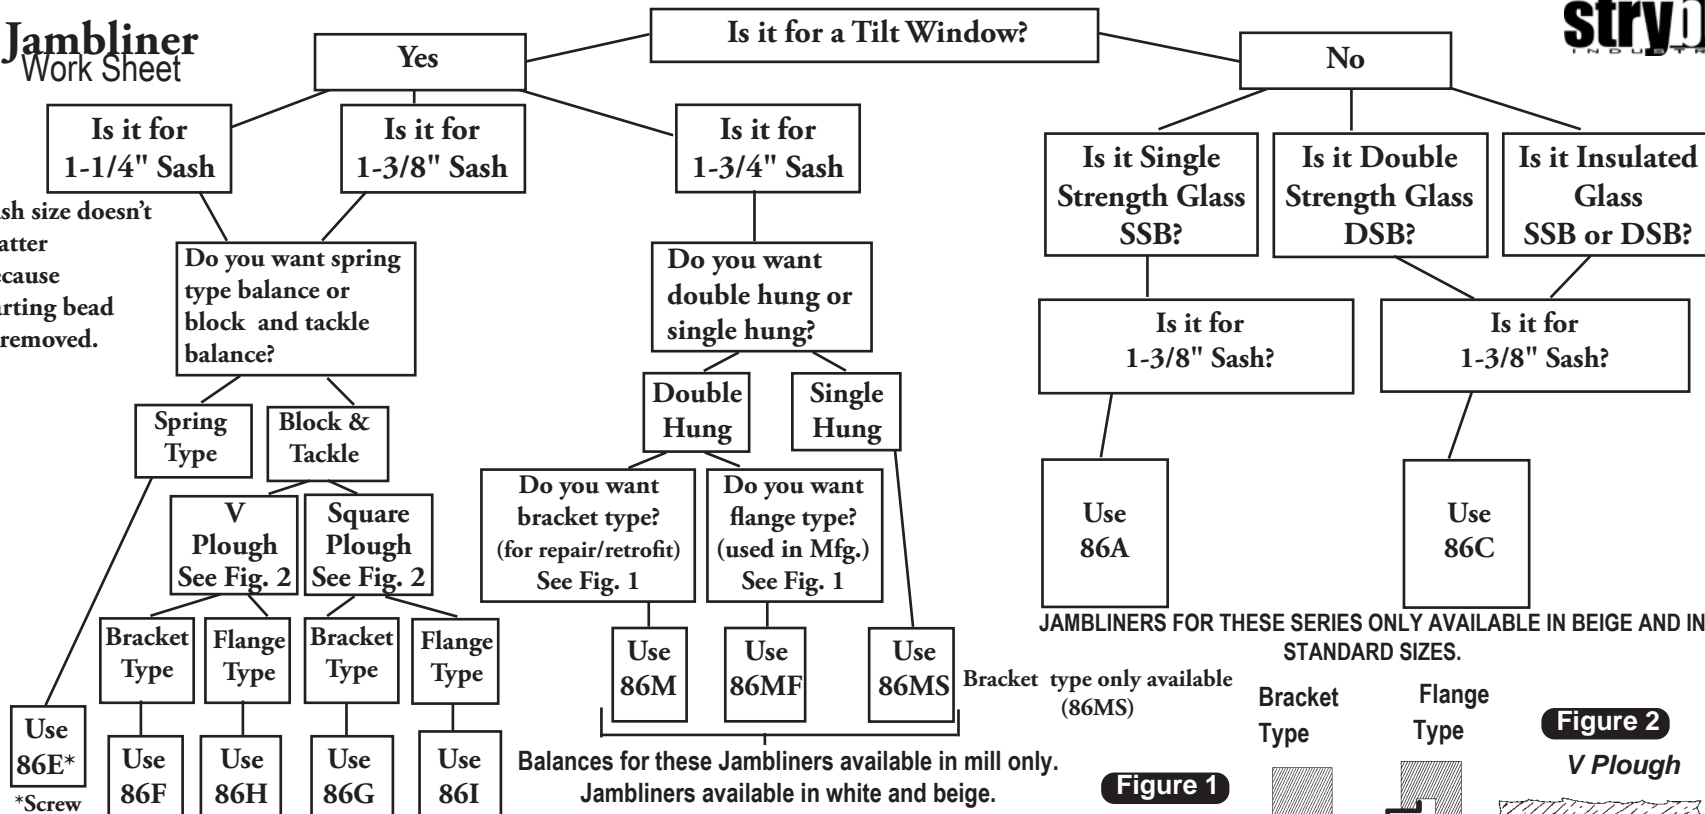 Jambliner
Work Sheet
Is it for a Tilt Window?
Yes
No
Is it for
1-1/4" Sash
Is it for
1-3/8" Sash
Is it for
1-3/4" Sash
Is it Single
Strength Glass
SSB?
Is it Double
Strength Glass
DSB?
Is it Insulated
Glass
SSB or DSB?
size doesn't
removed.
Do you want spring
type balance or
block and tackle
balance?
Do you want
double hung or
single hung?
Is it for
1-3/8" Sash?
Is it for
1-3/8" Sash?
Spring
Type
Block &
Tackle
Double
Hung
Single
Hung
V
Plough
See Fig. 2
Square
Plough
See Fig. 2
Do you want
bracket type?
(for repair/retrofit)
See Fig. 1
Do you want
flange type?
(used in Mfg.)
See Fig. 1
Use
86A
Use
86C
Bracket
Type
Flange
Type
Bracket
Type
Flange
Type
Use
86M
Use
86MF
Use
86MS
Bracket type only available
(86MS)
JAMBLINERS FOR THESE SERIES ONLY AVAILABLE IN BEIGE AND IN
STANDARD SIZES.
Use
86E*
*Screw
Use
86F
Use
86H
Use
86G
Use
86I
Balances for these Jambliners available in mill only.
Jambliners available in white and beige.
Bracket
Type
Flange
Type
Figure 1
Figure 2
V Plough